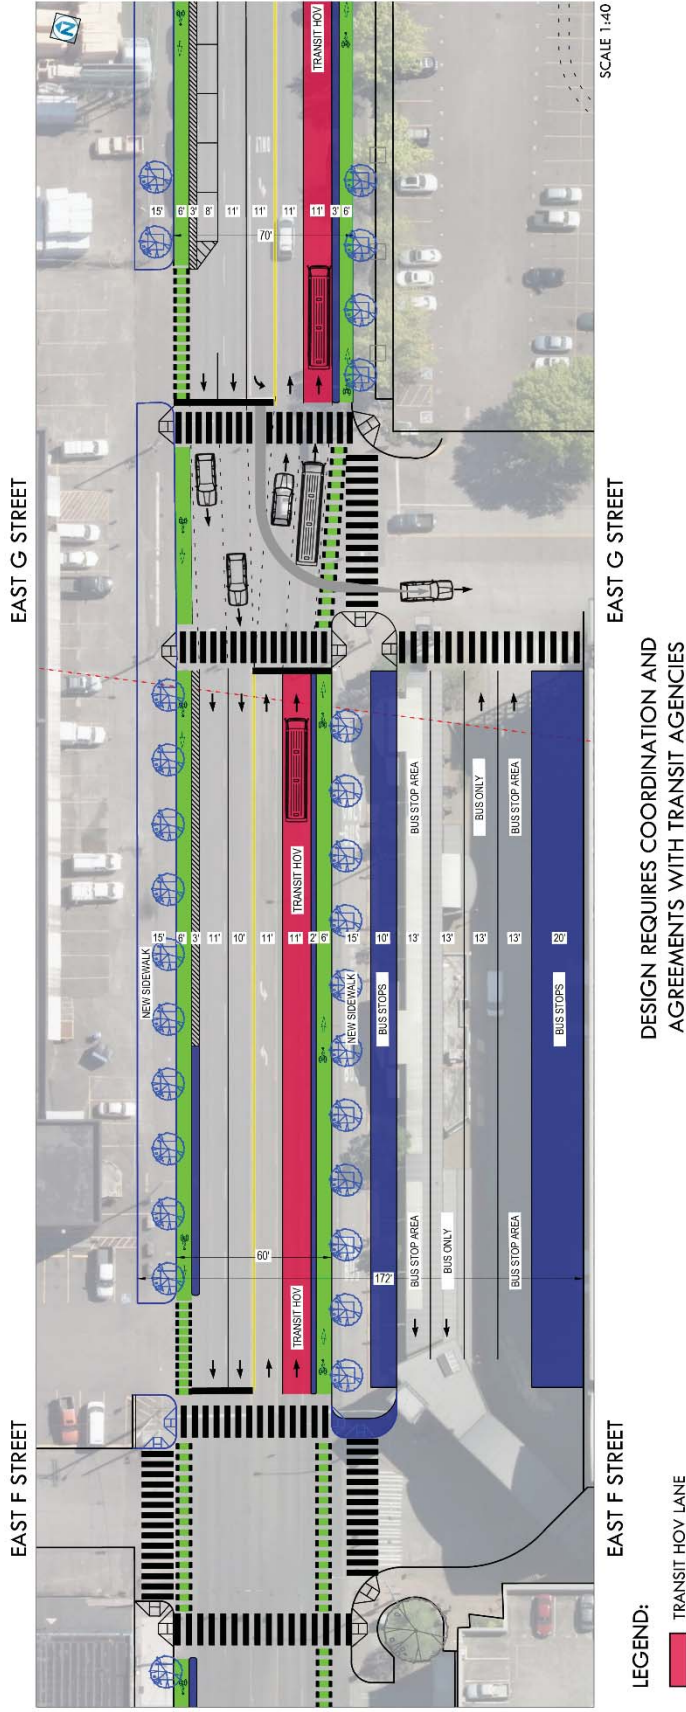 EAST F STREET
EAST G STREET
N
15'
6'
3'
8'
11'
11'
11'
11'
3'
6'
70'
TRANSIT HOV
NEW SIDEWALK
15'
6'
3'
11'
10'
11'
11'
2'
6'
15'
10'
13'
13'
13'
13'
20'
60'
172'
TRANSIT HOV
TRANSIT HOV
NEW SIDEWALK
BUS STOPS
BUS STOP AREA
BUS STOP AREA
BUS ONLY
BUS ONLY
BUS STOP AREA
BUS STOP AREA
BUS STOPS
EAST F STREET
EAST G STREET
SCALE 1:40
DESIGN REQUIRES COORDINATION AND
AGREEMENTS WITH TRANSIT AGENCIES
LEGEND:
TRANSIT HOV LANE